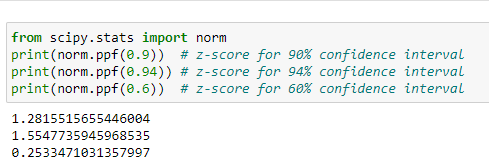 from scipy.stats import norm
print(norm.ppf(0.9))  # z-score for 90% confidence interval
print(norm.ppf(0.94)) # z-score for 94% confidence interval
print(norm.ppf(0.6))  # z-score for 60% confidence interval
1.2815515655446004
1.5547735945968535
0.2533471031357997